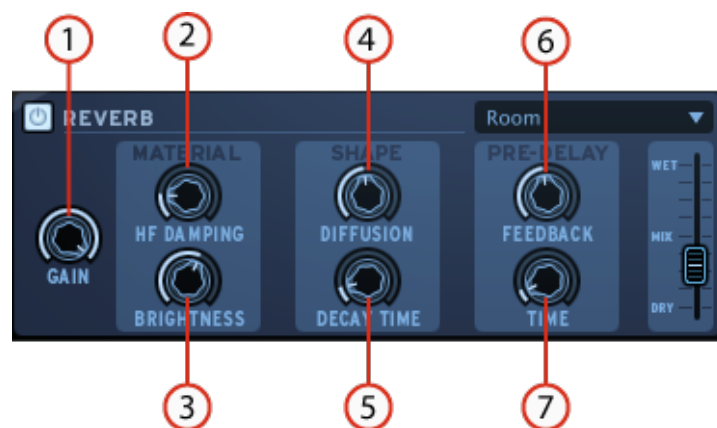 1
2
4
6
REVERB
Room
MATERIAL
SHAPE
PRE-DELAY
WET
HF DAMPING
DIFFUSION
FEEDBACK
MIX
GAIN
DRY
BRIGHTNESS
DECAY TIME
TIME
3
5
7